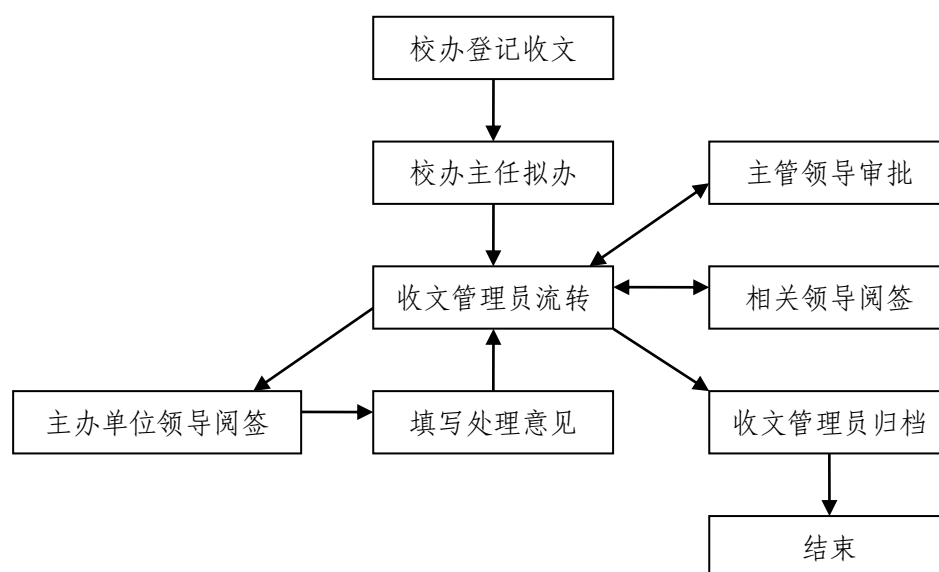 校办登记收文
校办主任拟办
主管领导审批
收文管理员流转
相关领导阅签
主办单位领导阅签
填写处理意见
收文管理员归档
结束